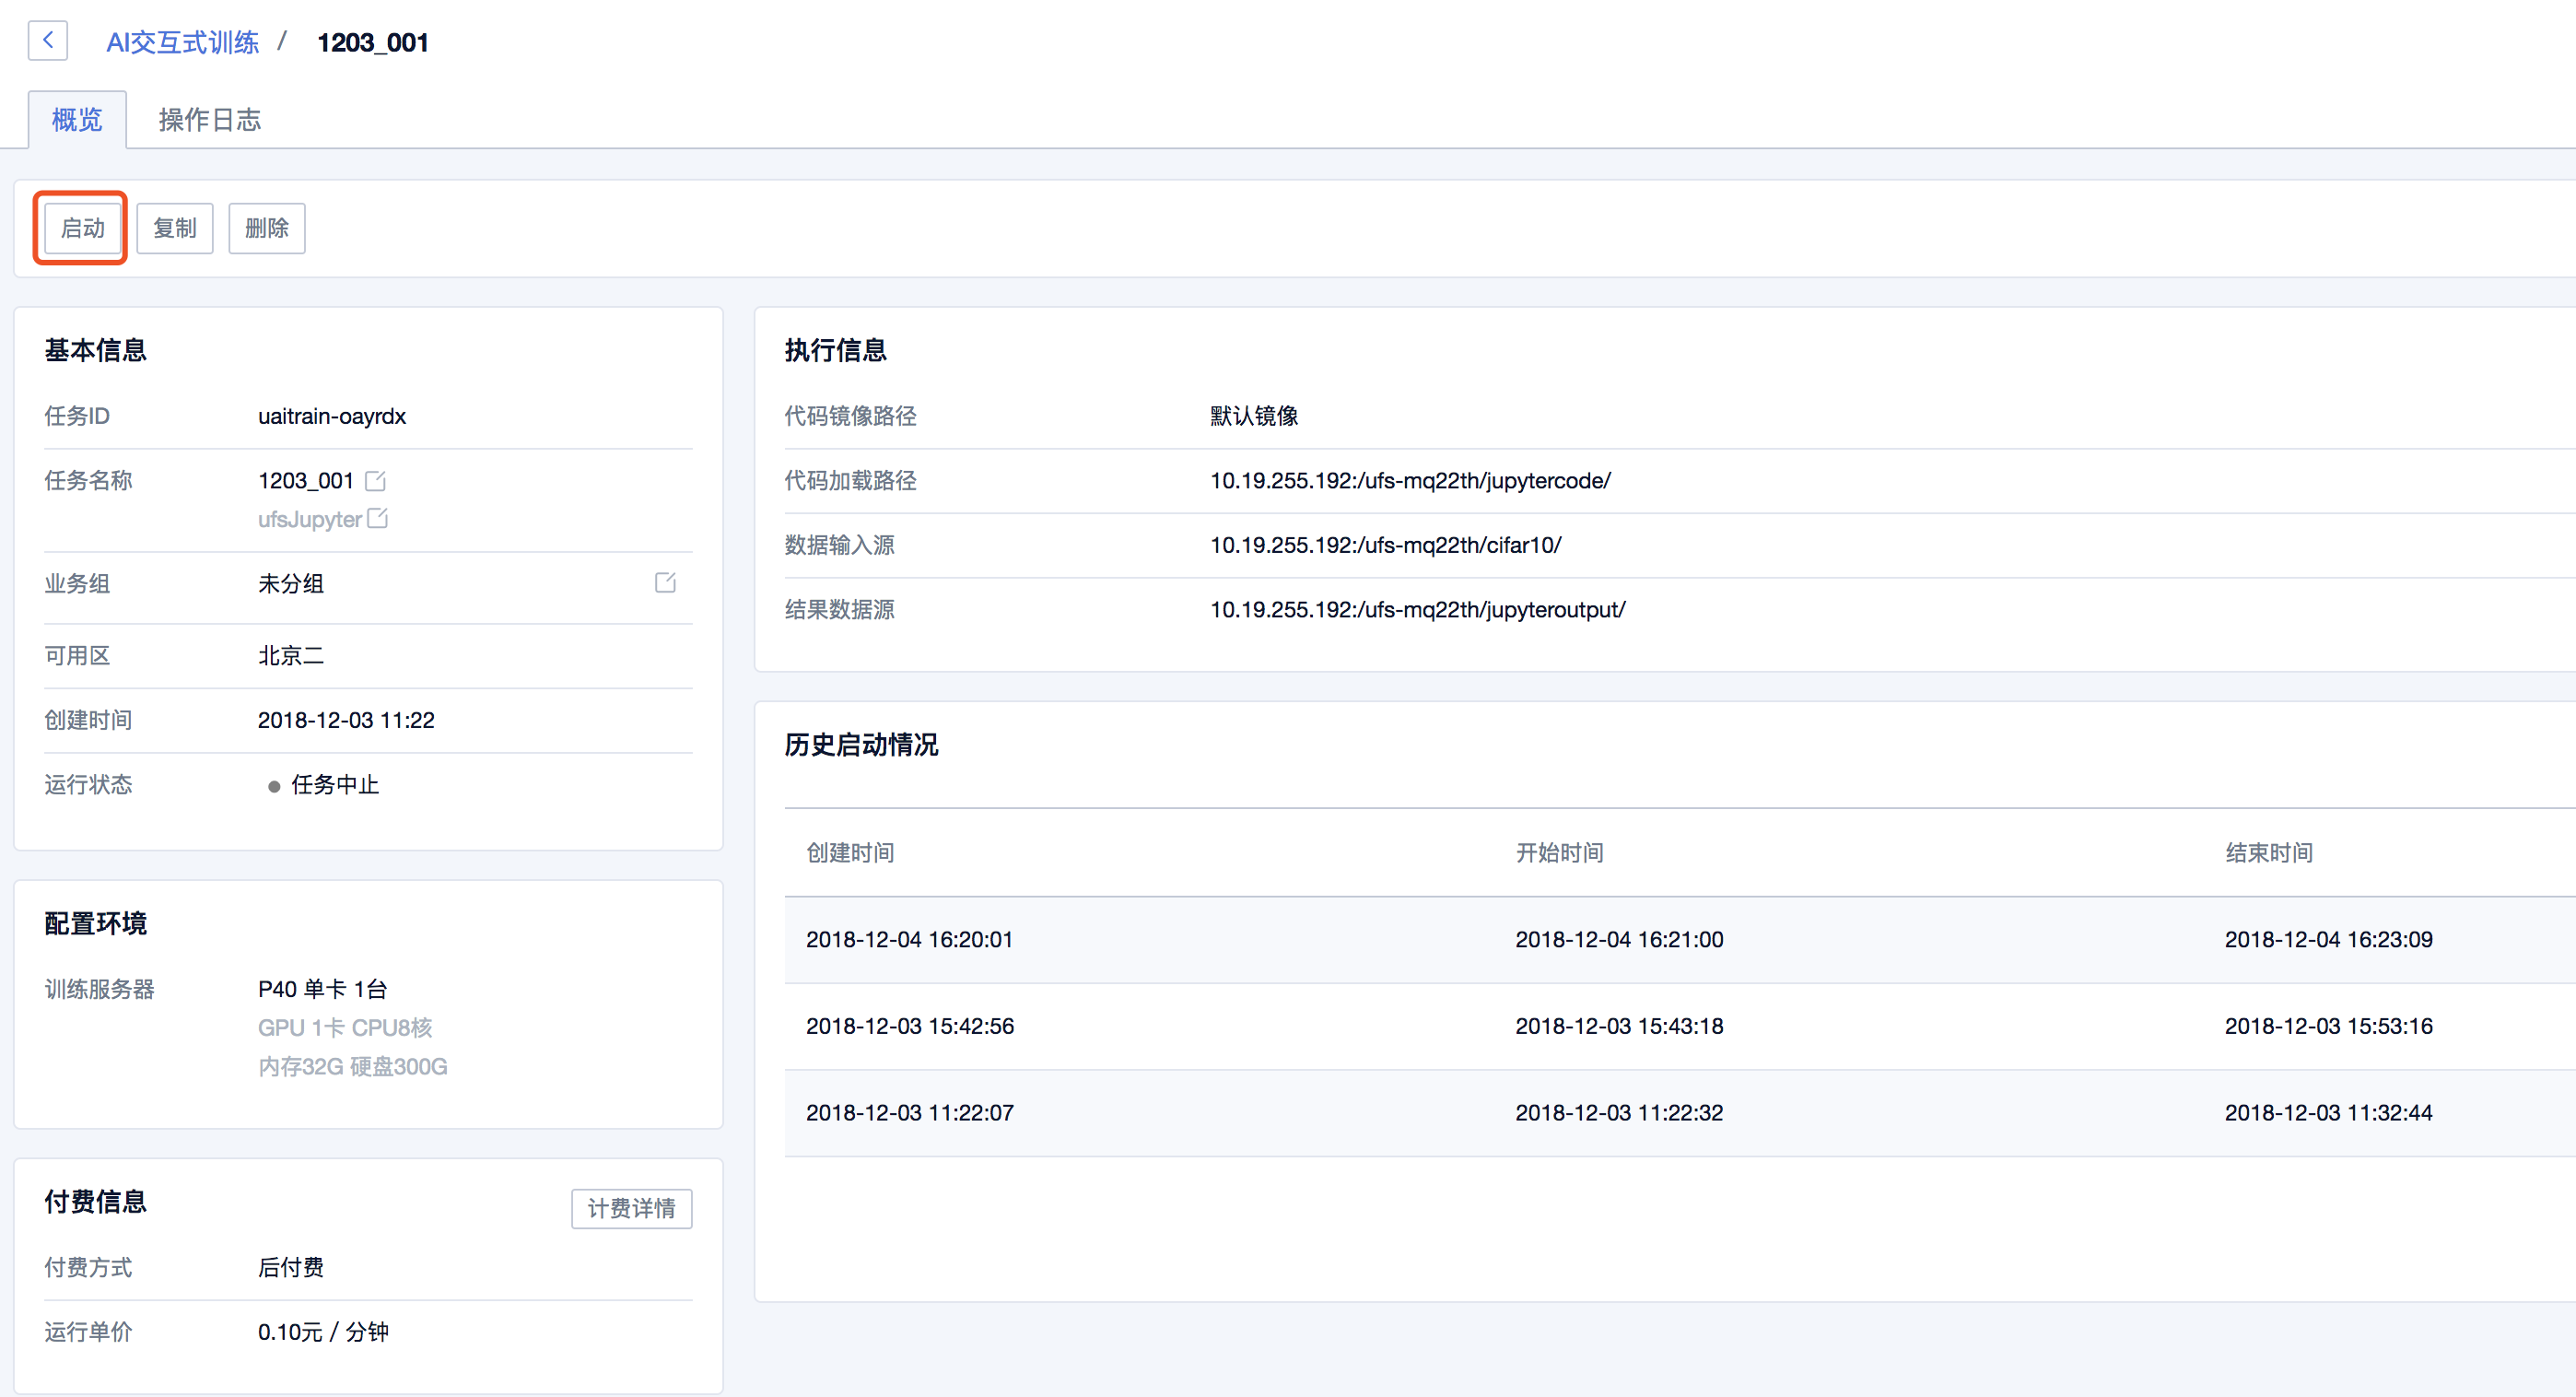 AI交互式训练 / 1203_001
概览 操作日志
启动 复制 删除
基本信息
任务ID uaitrain-oayrdx
任务名称 1203_001
ufsJupyter
业务组 未分组
可用区 北京二
创建时间 2018-12-03 11:22
运行状态 任务中止
配置环境
训练服务器 P40 单卡 1台
GPU 1卡 CPU8核
内存32G 硬盘300G
付费信息 计费详情
付费方式 后付费
运行单价 0.10元 / 分钟
执行信息
代码镜像路径 默认镜像
代码加载路径 10.19.255.192:/ufs-mq22th/jupytercode/
数据输入源 10.19.255.192:/ufs-mq22th/cifar10/
结果数据源 10.19.255.192:/ufs-mq22th/jupyteroutput/
历史启动情况
创建时间 开始时间 结束时间
2018-12-04 16:20:01 2018-12-04 16:21:00 2018-12-04 16:23:09
2018-12-03 15:42:56 2018-12-03 15:43:18 2018-12-03 15:53:16
2018-12-03 11:22:07 2018-12-03 11:22:32 2018-12-03 11:32:44